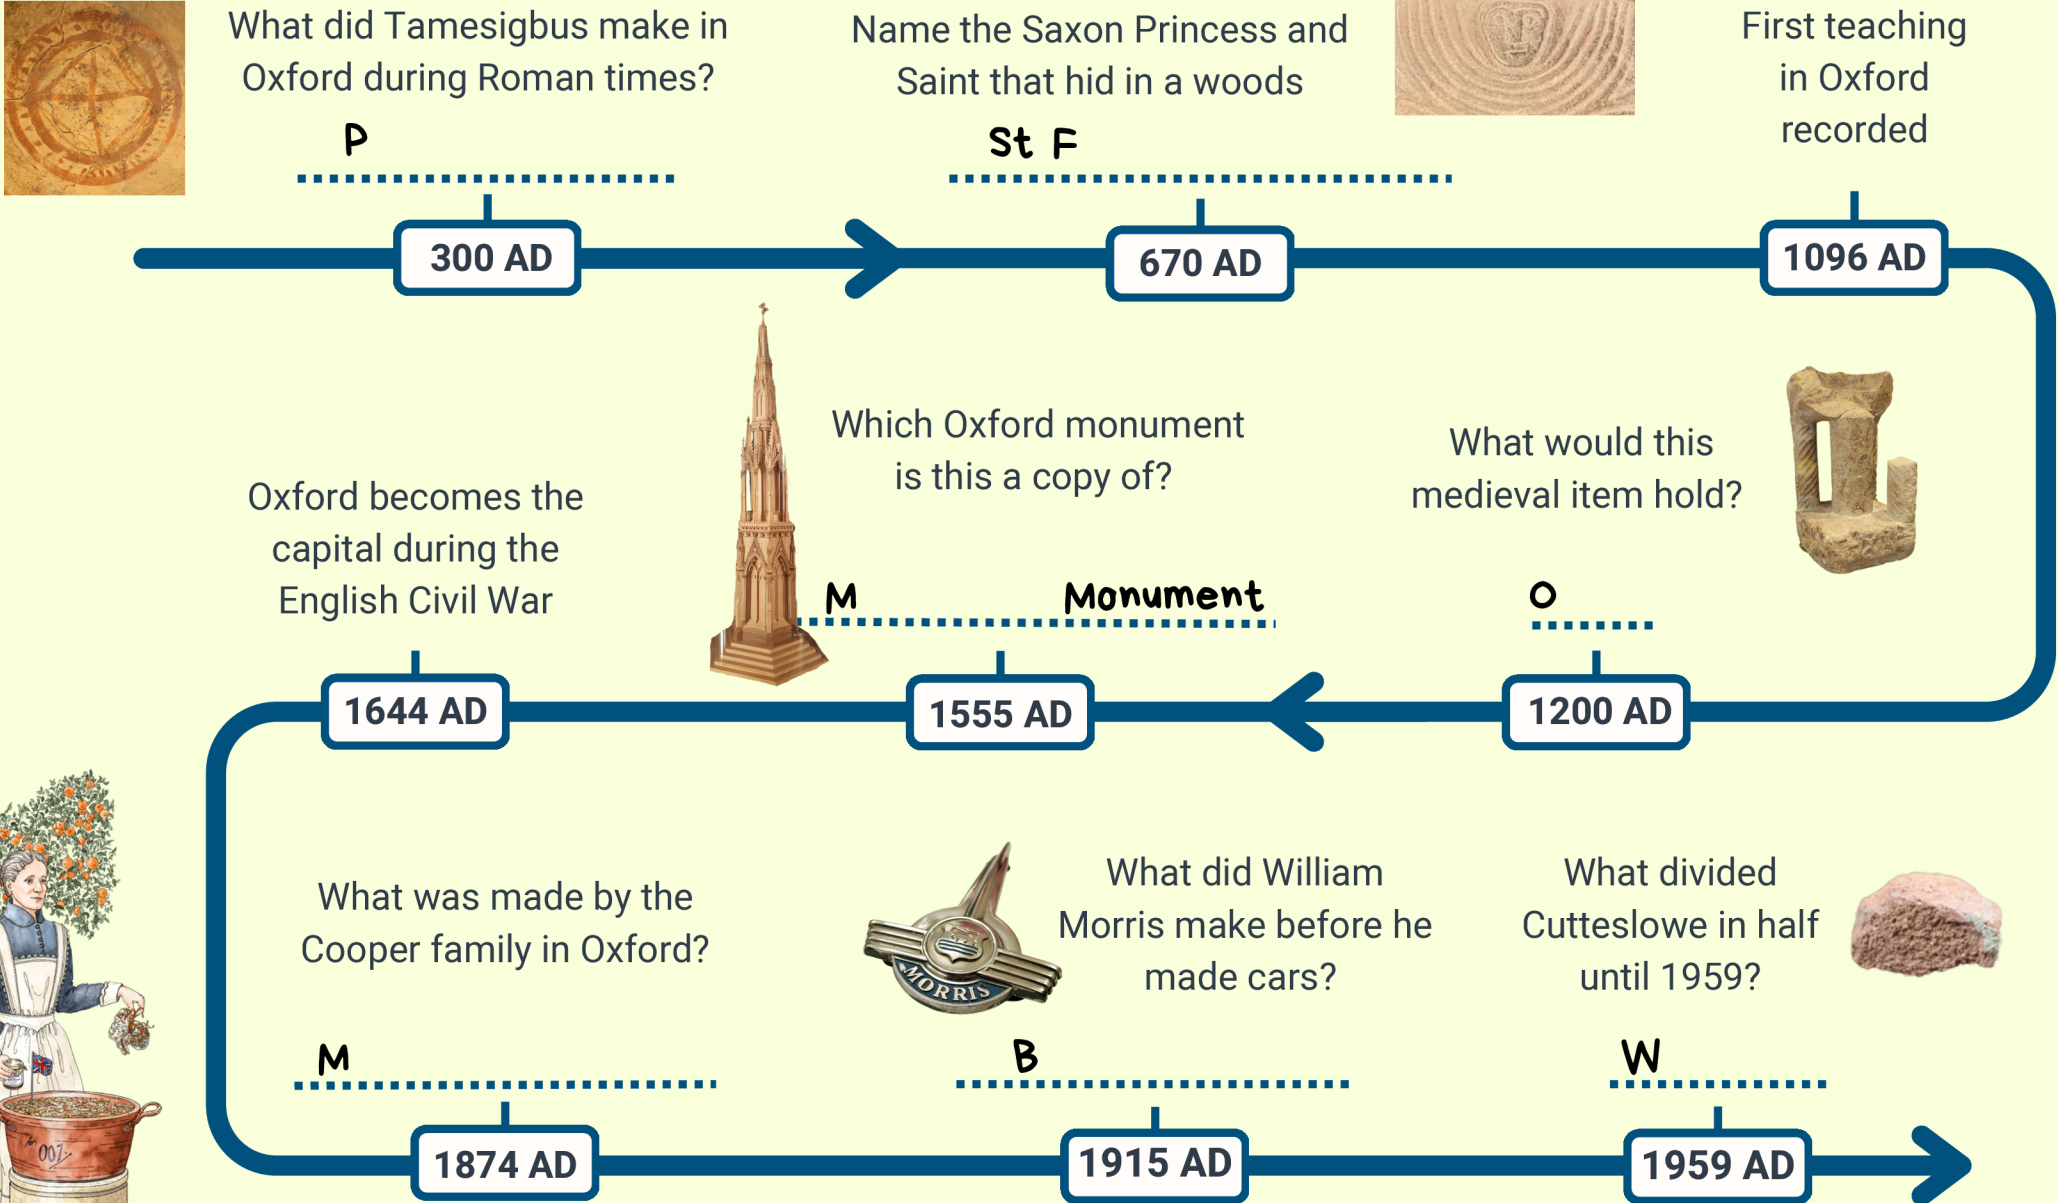 What did Tamesigbus make in
Oxford during Roman times?
P
300 AD
Name the Saxon Princess and
Saint that hid in a woods
St F
670 AD
First teaching
in Oxford
recorded
1096 AD
What would this
medieval item hold?
O
1200 AD
Which Oxford monument
is this a copy of?
M Monument
1555 AD
Oxford becomes the
capital during the
English Civil War
1644 AD
What was made by the
Cooper family in Oxford?
M
1874 AD
MORRIS
What did William
Morris make before he
made cars?
B
1915 AD
What divided
Cutteslowe in half
until 1959?
W
1959 AD